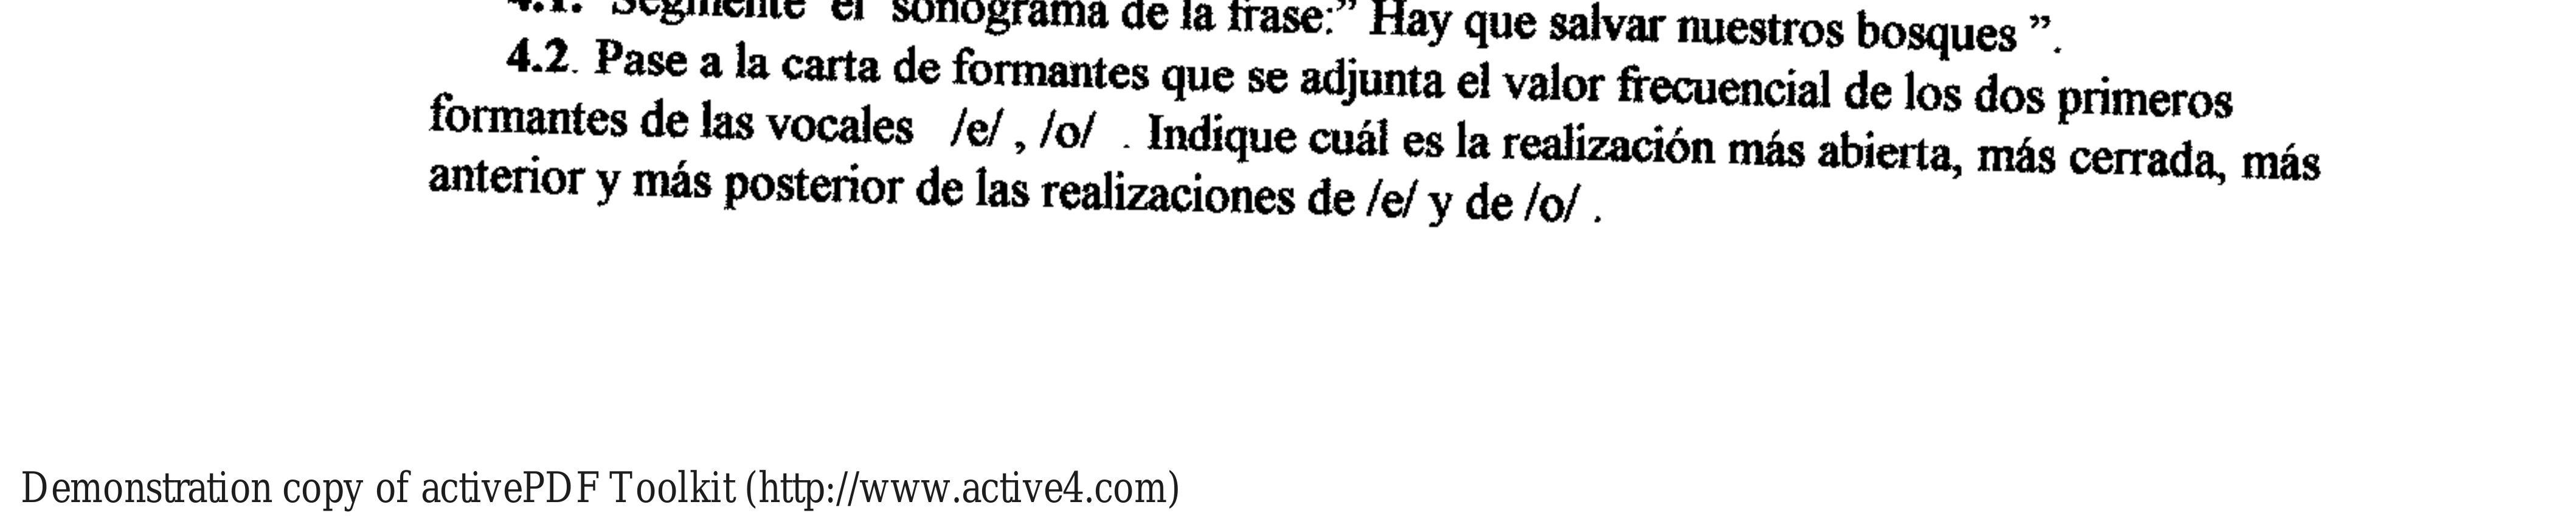 4.1. Segmente el sonograma de la frase:” Hay que salvar nuestros bosques ”.
4.2. Pase a la carta de formantes que se adjunta el valor frecuencial de los dos primeros
formantes de las vocales /e/ , /o/ . Indique cuál es la realización más abierta, más cerrada, más
anterior y más posterior de las realizaciones de /e/ y de /o/ .
Demonstration copy of activePDF Toolkit (http://www.active4.com)